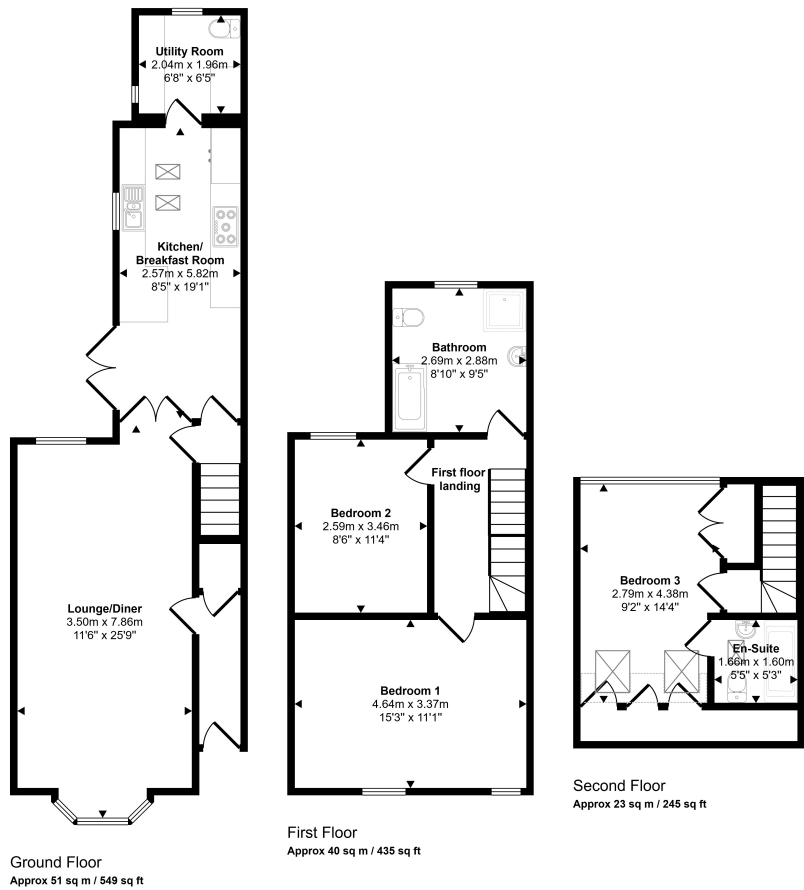 Utility Room
2.04m x 1.96m
6'8" x 6'5"
Kitchen/
Breakfast Room
2.57m x 5.82m
8'5" x 19'1"
Lounge/Diner
3.50m x 7.86m
11'6" x 25'9"
Ground Floor
Approx 51 sq m / 549 sq ft
Bathroom
2.69m x 2.88m
8'10" x 9'5"
First floor
landing
Bedroom 2
2.59m x 3.46m
8'6" x 11'4"
Bedroom 1
4.64m x 3.37m
15'3" x 11'1"
First Floor
Approx 40 sq m / 435 sq ft
Bedroom 3
2.79m x 4.38m
9'2" x 14'4"
En-Suite
1.66m x 1.60m
5'5" x 5'3"
Second Floor
Approx 23 sq m / 245 sq ft